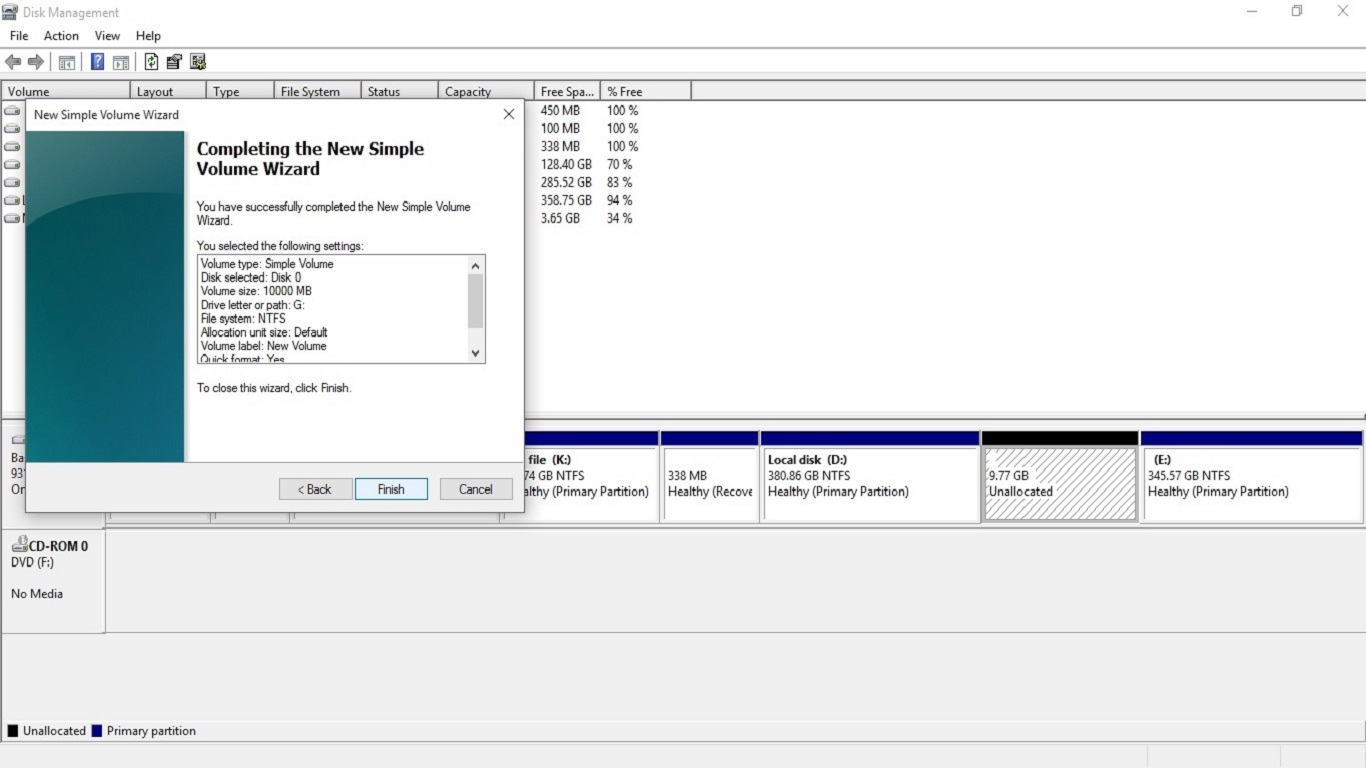 Disk Management
File Action View Help
Volume Layout Type File System Status Capacity Free Spa... % Free
450 MB 100 %
100 MB 100 %
338 MB 100 %
128.40 GB 70 %
285.52 GB 83 %
358.75 GB 94 %
3.65 GB 34 %
New Simple Volume Wizard
Completing the New Simple
Volume Wizard
You have successfully completed the New Simple Volume
Wizard.
You selected the following settings:
Volume type: Simple Volume
Disk selected: Disk 0
Volume size: 10000 MB
Drive letter or path: G:
File system: NTFS
Allocation unit size: Default
Volume label: New Volume
Quick format: Yes
To close this wizard, click Finish.
< Back Finish Cancel
Ba
93
On
file (K:)
74 GB NTFS
althy (Primary Partition)
338 MB
Healthy (Recove
Local disk (D:)
380.86 GB NTFS
Healthy (Primary Partition)
9.77 GB
Unallocated
(E:)
345.57 GB NTFS
Healthy (Primary Partition)
CD-ROM 0
DVD (F:)
No Media
Unallocated Primary partition